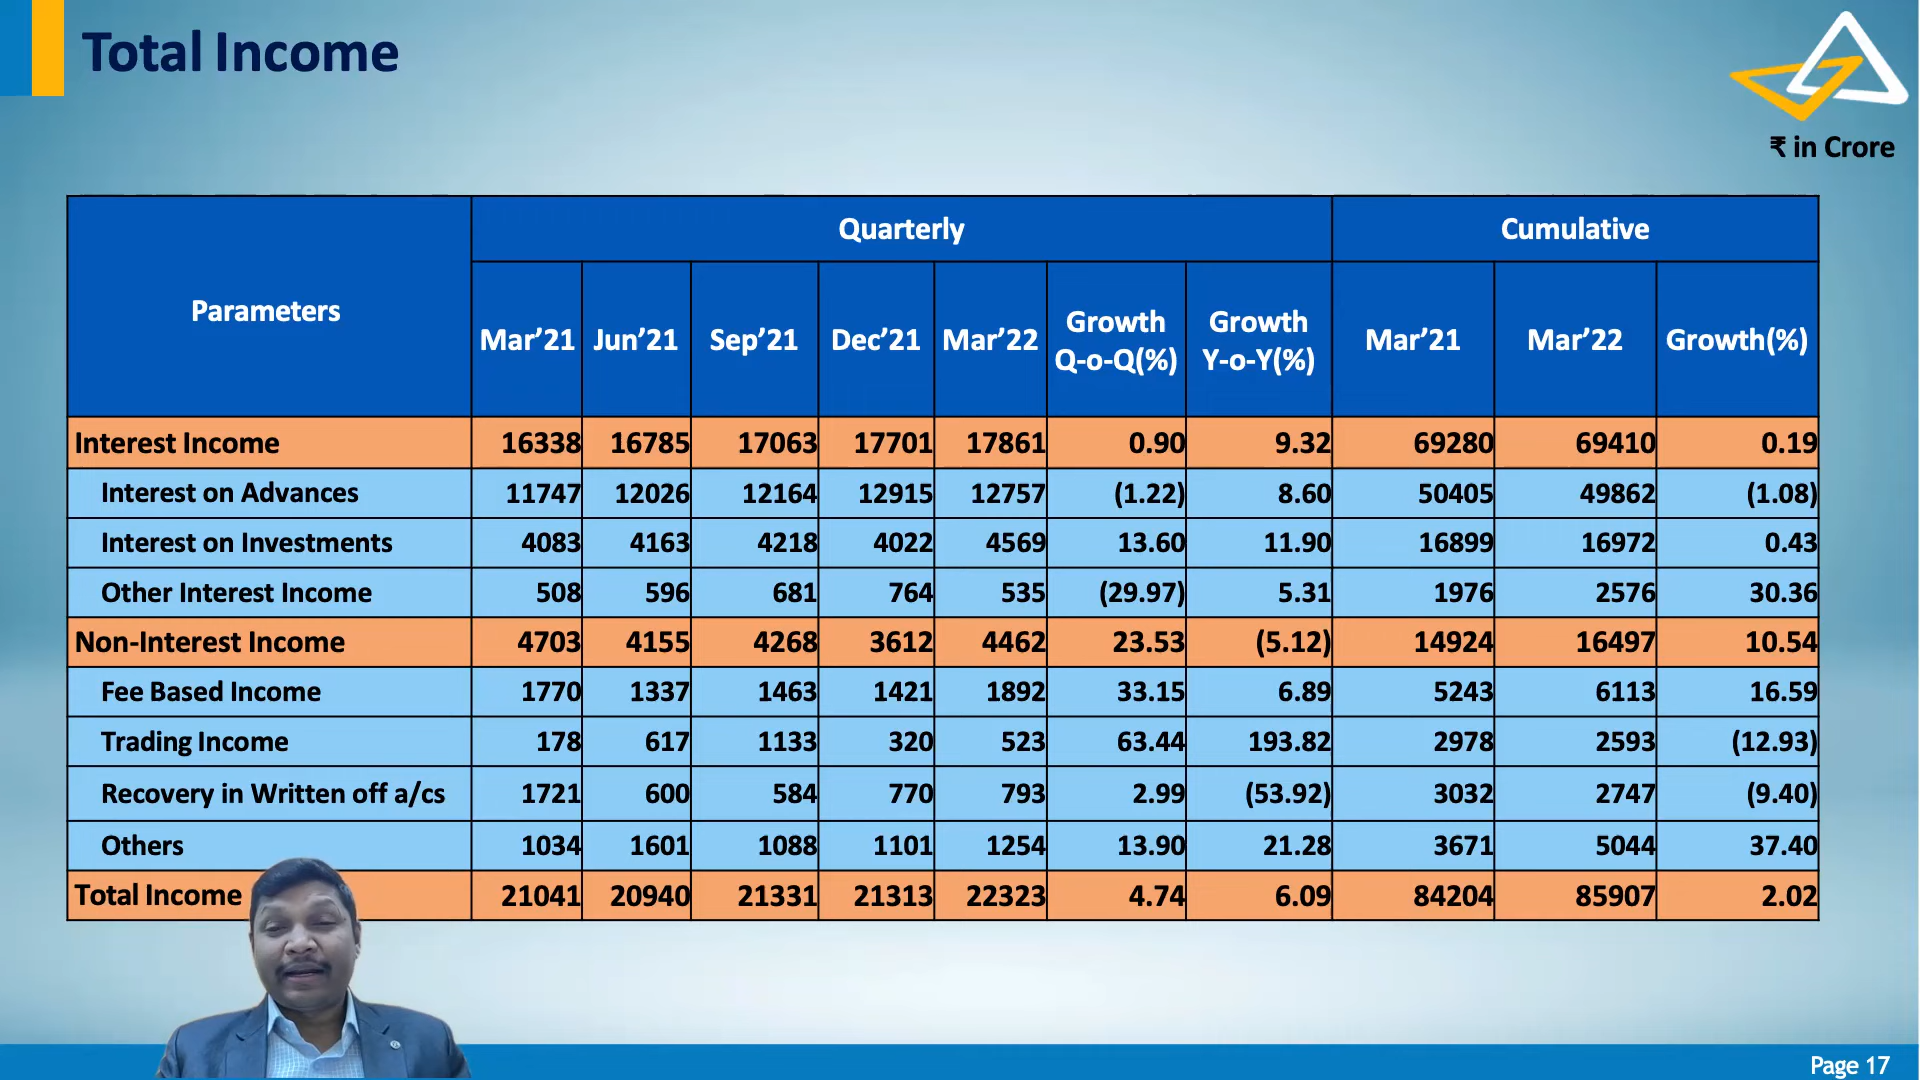 Total Income
₹ in Crore
Quarterly Cumulative
Parameters Mar’21 Jun’21 Sep’21 Dec’21 Mar’22 Growth Q-o-Q(%) Growth Y-o-Y(%) Mar’21 Mar’22 Growth(%)
Interest Income 16338 16785 17063 17701 17861 0.90 9.32 69280 69410 0.19
Interest on Advances 11747 12026 12164 12915 12757 (1.22) 8.60 50405 49862 (1.08)
Interest on Investments 4083 4163 4218 4022 4569 13.60 11.90 16899 16972 0.43
Other Interest Income 508 596 681 764 535 (29.97) 5.31 1976 2576 30.36
Non-Interest Income 4703 4155 4268 3612 4462 23.53 (5.12) 14924 16497 10.54
Fee Based Income 1770 1337 1463 1421 1892 33.15 6.89 5243 6113 16.59
Trading Income 178 617 1133 320 523 63.44 193.82 2978 2593 (12.93)
Recovery in Written off a/cs 1721 600 584 770 793 2.99 (53.92) 3032 2747 (9.40)
Others 1034 1601 1088 1101 1254 13.90 21.28 3671 5044 37.40
Total Income 21041 20940 21331 21313 22323 4.74 6.09 84204 85907 2.02
Page 17